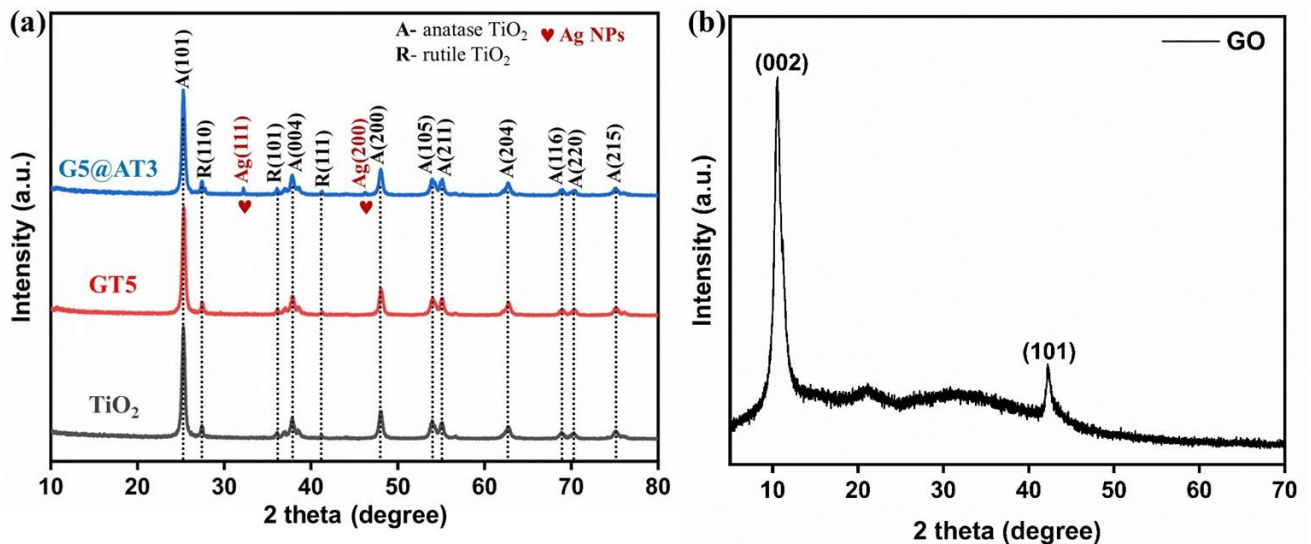 (a)
A- anatase TiO₂ ♥ Ag NPs
R- rutile TiO₂
A(101)
R(110)
Ag(111)
R(101)
A(004)
R(111)
Ag(200)
A(200)
A(105)
A(211)
A(204)
A(116)
A(220)
A(215)
G5@AT3
GT5
TiO₂
Intensity (a.u.)
10 20 30 40 50 60 70 80
2 theta (degree)
(b)
GO
(002)
(101)
Intensity (a.u.)
10 20 30 40 50 60 70
2 theta (degree)